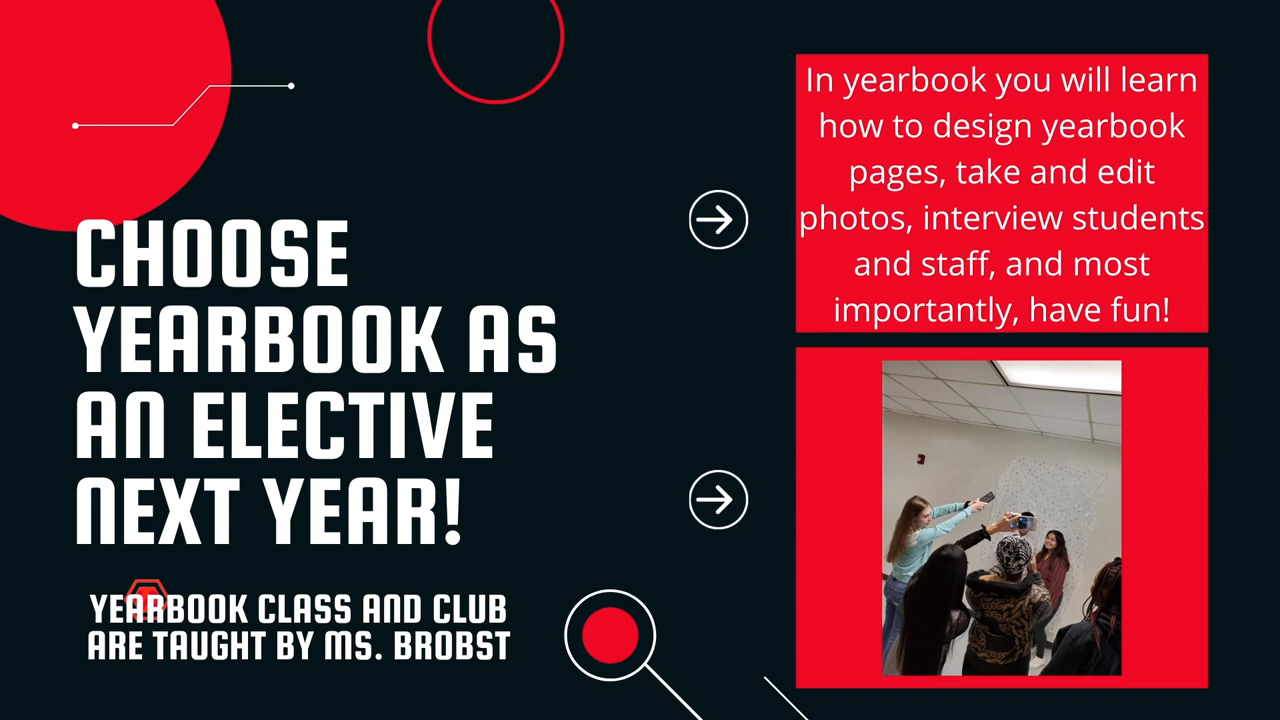 CHOOSE
YEARBOOK AS
AN ELECTIVE
NEXT YEAR!
YEARBOOK CLASS AND CLUB
ARE TAUGHT BY MS. BROBST
In yearbook you will learn
how to design yearbook
pages, take and edit
photos, interview students
and staff, and most
importantly, have fun!